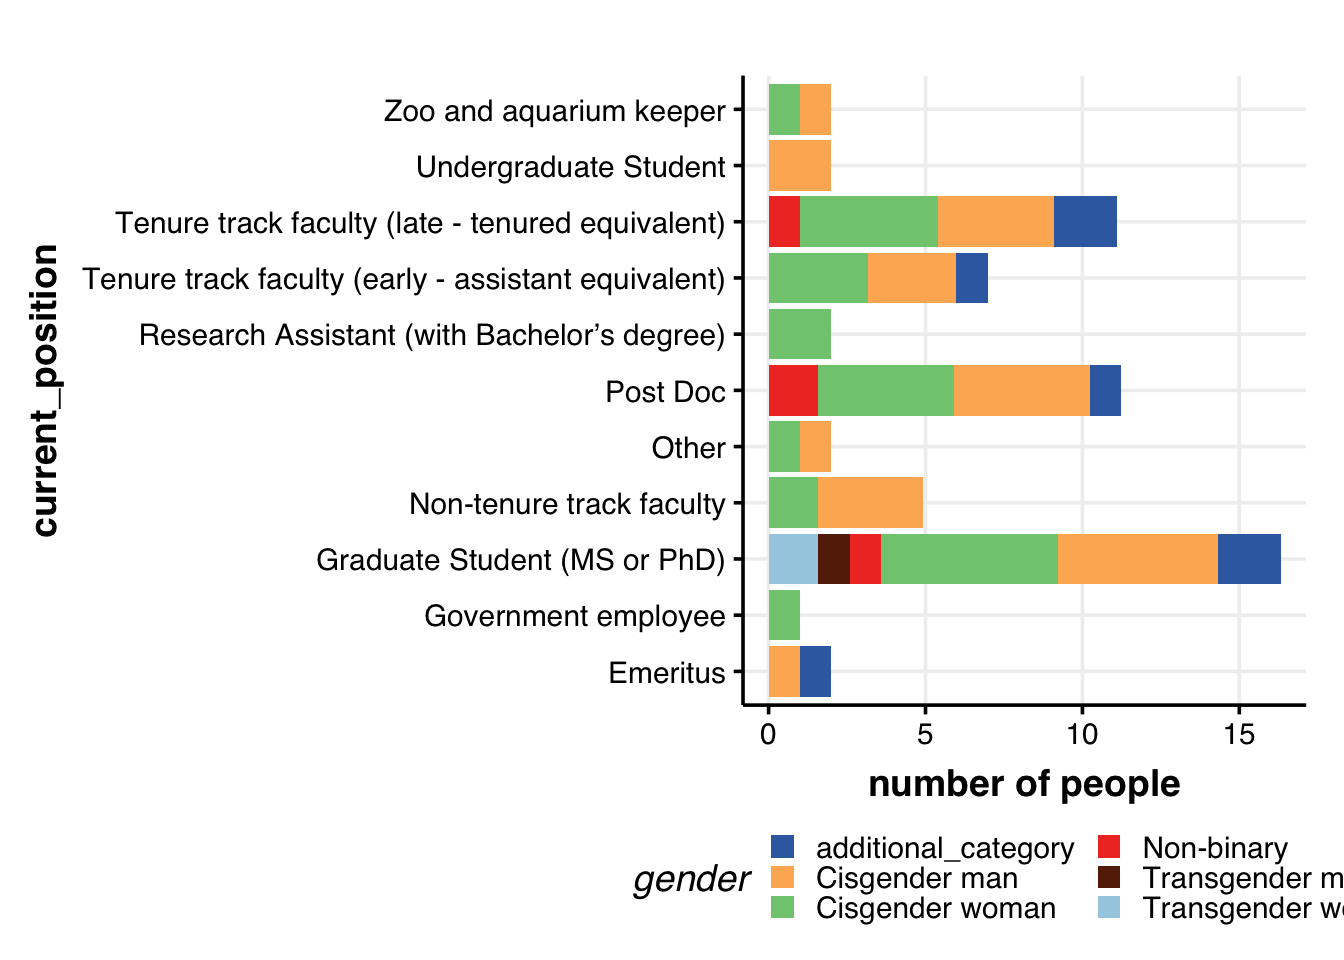 Zoo and aquarium keeper
Undergraduate Student
Tenure track faculty (late - tenured equivalent)
Tenure track faculty (early - assistant equivalent)
Research Assistant (with Bachelor’s degree)
Post Doc
Other
Non-tenure track faculty
Graduate Student (MS or PhD)
Government employee
Emeritus
current_position
0 5 10 15
number of people
gender
additional_category
Cisgender man
Cisgender woman
Non-binary
Transgender
Transgender